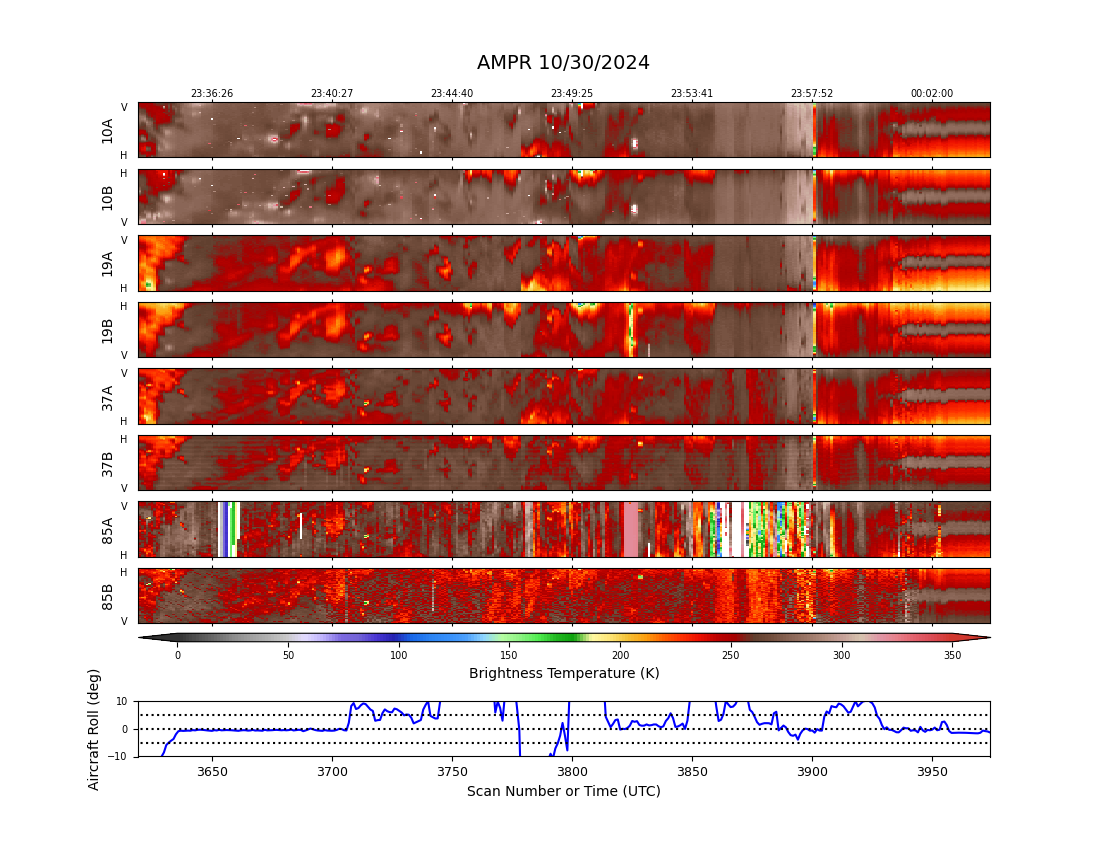 AMPR 10/30/2024
23:36:26 23:40:27 23:44:40 23:49:25 23:53:41 23:57:52 00:02:00
V
10A
H
H
10B
V
V
19A
H
H
19B
V
V
37A
H
H
37B
V
V
85A
H
H
85B
V
0 50 100 150 200 250 300 350
Brightness Temperature (K)
Aircraft Roll (deg)
10
0
−10
3650 3700 3750 3800 3850 3900 3950
Scan Number or Time (UTC)